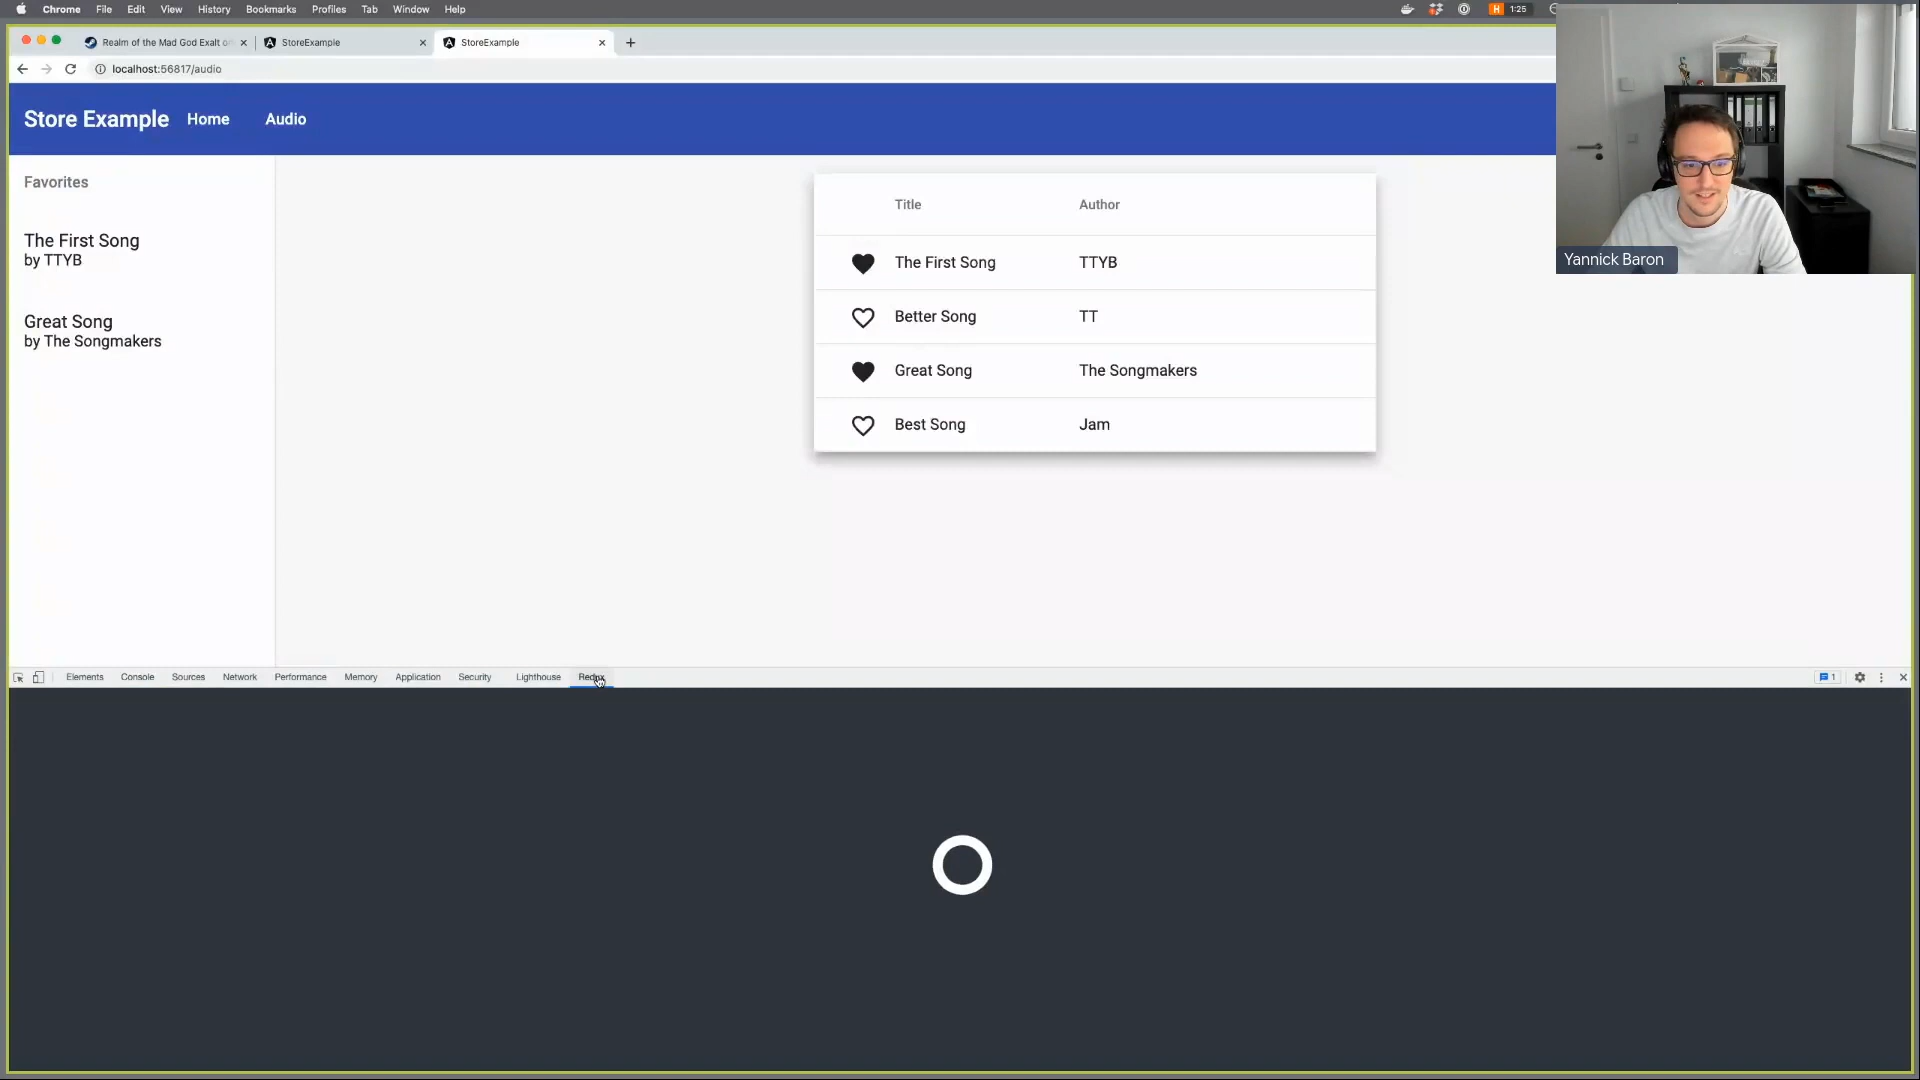 Chrome File Edit View History Bookmarks Profiles Tab Window Help
H 1:25
Realm of the Mad God Exalt on
StoreExample
StoreExample
localhost:56817/audio
Store Example Home Audio
Favorites
The First Song
by TTYB
Great Song
by The Songmakers
Title Author
The First Song TTYB
Better Song TT
Great Song The Songmakers
Best Song Jam
Yannick Baron
Elements Console Sources Network Performance Memory Application Security Lighthouse Redux
1